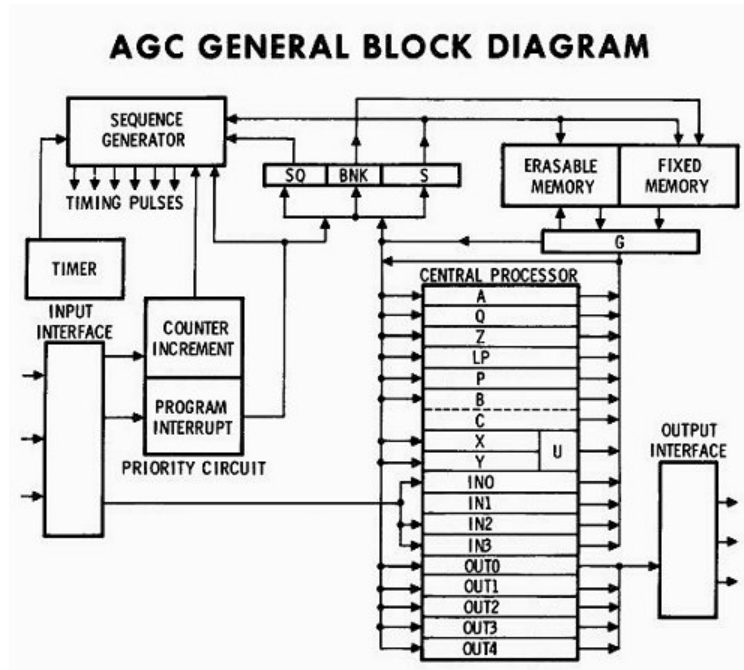 AGC GENERAL BLOCK DIAGRAM
SEQUENCE
GENERATOR
TIMING PULSES
SQ BNK S
ERASABLE
MEMORY
FIXED
MEMORY
G
TIMER
INPUT
INTERFACE
COUNTER
INCREMENT
PROGRAM
INTERRUPT
PRIORITY CIRCUIT
CENTRAL PROCESSOR
A
Q
Z
LP
P
B
C
X
Y
U
IN0
IN1
IN2
IN3
OUT0
OUT1
OUT2
OUT3
OUT4
OUTPUT
INTERFACE